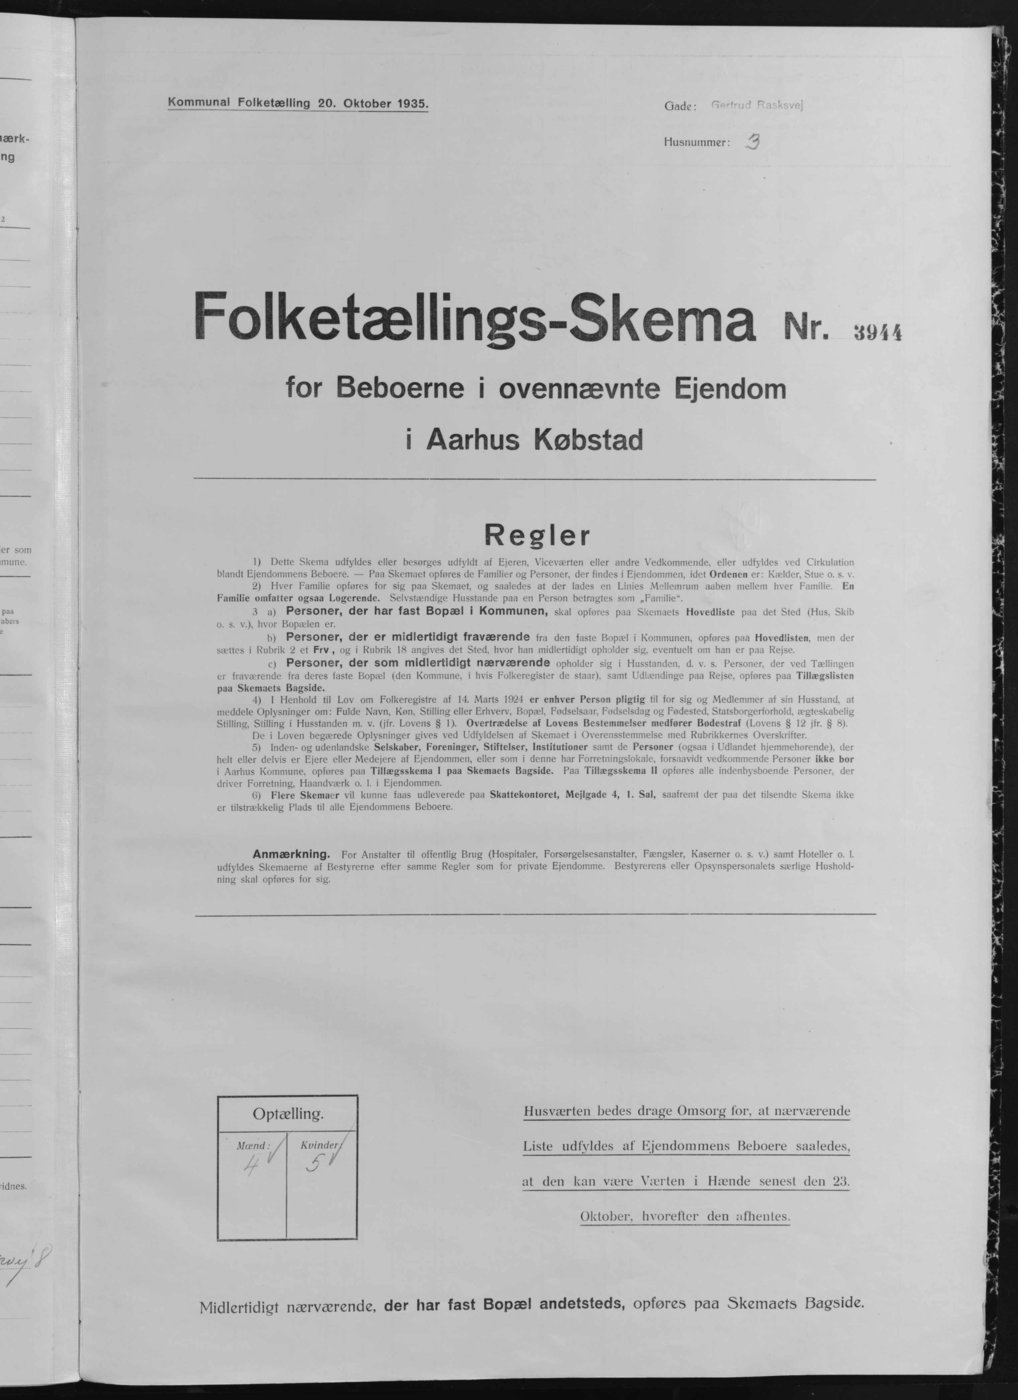 Kommunal Folketælling 20. Oktober 1935.
Gade: Gertrud Rasksvej
Husnummer: 3
Folketællings-Skema Nr. 3944
for Beboerne i ovennævnte Ejendom
i Aarhus Købstad
Regler
1) Dette Skema udfyldes eller besørges udfyldt af Ejeren, Viceværten eller andre Vedkommende, eller udfyldes ved Cirkulation
blandt Ejendommens Beboere. — Paa Skemaet opføres de Familier og Personer, der findes i Ejendommen, idet Ordenen er: Kælder, Stue o. s. v.
2) Hver Familie opføres for sig paa Skemaet, og saaledes at der lades en Linies Mellemrum aaben mellem hver Familie. En
Familie omfatter ogsaa Logerende. Selvstændige Husstande paa en Person betragtes som „Familie“.
3 a) Personer, der har fast Bopæl i Kommunen, skal opføres paa Skemaets Hovedliste paa det Sted (Hus, Skib
o. s. v.), hvor Bopælen er.
b) Personer, der er midlertidigt fraværende fra den faste Bopæl i Kommunen, opføres paa Hovedlisten, men der
sættes i Rubrik 2 et Frv, og i Rubrik 18 angives det Sted, hvor han midlertidigt opholder sig, eventuelt om han er paa Rejse.
c) Personer, der som midlertidigt nærværende opholder sig i Husstanden, d. v. s. Personer, der ved Tællingen
er fraværende fra deres faste Bopæl (den Kommune, i hvis Folkeregister de staar), samt Udlændinge paa Rejse, opføres paa Tillægslisten
paa Skemaets Bagside.
4) I Henhold til Lov om Folkeregistre af 14. Marts 1924 er enhver Person pligtig til for sig og Medlemmer af sin Husstand, at
meddele Oplysninger om: Fulde Navn, Køn, Stilling eller Erhverv, Bopæl, Fødselsaar, Fødselsdag og Fødested, Statsborgerforhold, ægteskabelig
Stilling, Stilling i Husstanden m. v. (jfr. Lovens § 1). Overtrædelse af Lovens Bestemmelser medfører Bødestraf (Lovens § 12 jfr. § 8).
De i Loven begærede Oplysninger gives ved Udfyldelsen af Skemaet i Overensstemmelse med Rubrikkernes Overskrifter.
5) Inden- og udenlandske Selskaber, Foreninger, Stiftelser, Institutioner samt de Personer (ogsaa i Udlandet hjemmehørende), der
helt eller delvis er Ejere eller Medejere af Ejendommen, eller som i denne har Forretningslokale, forsaavidt vedkommende Personer ikke bor
i Aarhus Kommune, opføres paa Tillægsskema I paa Skemaets Bagside. Paa Tillægsskema II opføres alle indenbysboende Personer, der
driver Forretning, Haandværk o. l. i Ejendommen.
6) Flere Skemaer vil kunne faas udleverede paa Skattekontoret, Mejlgade 4, 1. Sal, saafremt der paa det tilsendte Skema ikke
er tilstrækkelig Plads til alle Ejendommens Beboere.
Anmærkning. For Anstalter til offentlig Brug (Hospitaler, Forsørgelsesanstalter, Fængsler, Kaserner o. s. v.) samt Hoteller o. l.
udfyldes Skemaerne af Bestyrerne efter samme Regler som for private Ejendomme. Bestyrerens eller Opsynspersonalets særlige Hushold-
ning skal opføres for sig.
Optælling.
Mænd: Kvinder
4 5
Husværten bedes drage Omsorg for, at nærværende
Liste udfyldes af Ejendommens Beboere saaledes,
at den kan være Værten i Hænde senest den 23.
Oktober, hvorefter den afhentes.
Midlertidigt nærværende, der har fast Bopæl andetsteds, opføres paa Skemaets Bagside.